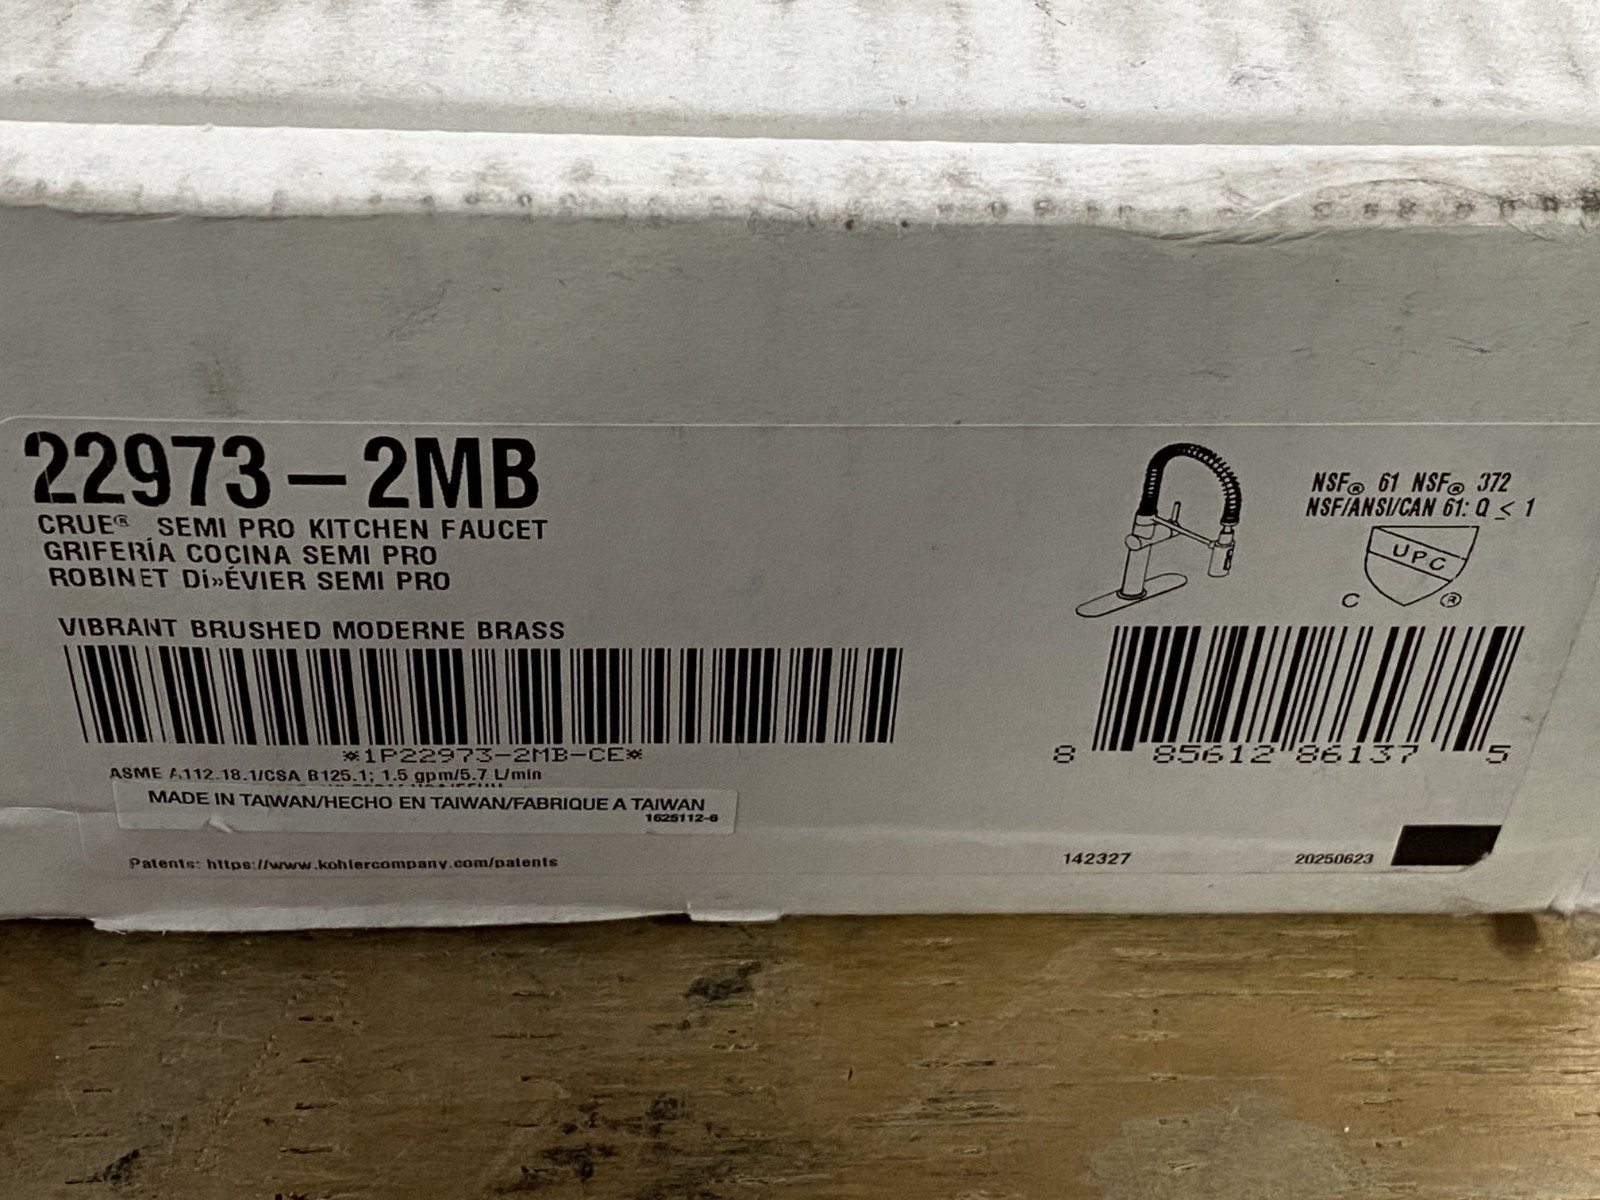 22973-2MB
CRUE® SEMI PRO KITCHEN FAUCET
GRIFERÍA COCINA SEMI PRO
ROBINET Di»ÉVIER SEMI PRO
VIBRANT BRUSHED MODERNE BRASS
*1P22973-2MB-CE*
ASME A112.18.1/CSA B125.1; 1.5 gpm/5.7 L/min
MADE IN TAIWAN/HECHO EN TAIWAN/FABRIQUE A TAIWAN
1625112-8
Patents: https://www.kohlercompany.com/patents
NSF® 61 NSF® 372
NSF/ANSI/CAN 61: Q ≤ 1
UPC
C ®
8 85612 86137 5
142327
20250623